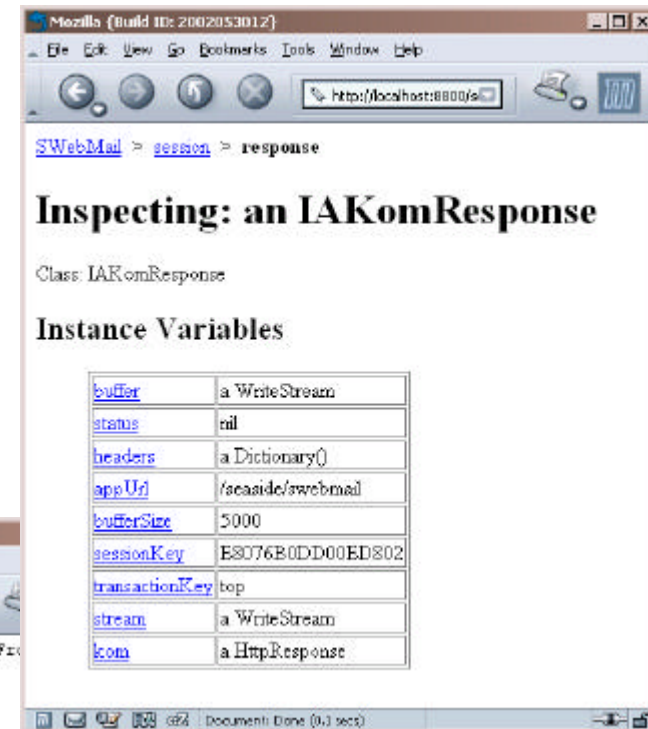 Mozilla {Build ID: 2002053012}
File Edit View Go Bookmarks Tools Window Help
http://localhost:8800/s
SWebMail > session > response
Inspecting: an IAKomResponse
Class: IAKomResponse
Instance Variables
buffer a WriteStream
status nil
headers a Dictionary()
appUrl /seaside/swebmail
bufferSize 5000
sessionKey E8076B0DD00ED802
transactionKey top
stream a WriteStream
kom a HttpResponse
Document: Done (0.1 secs)